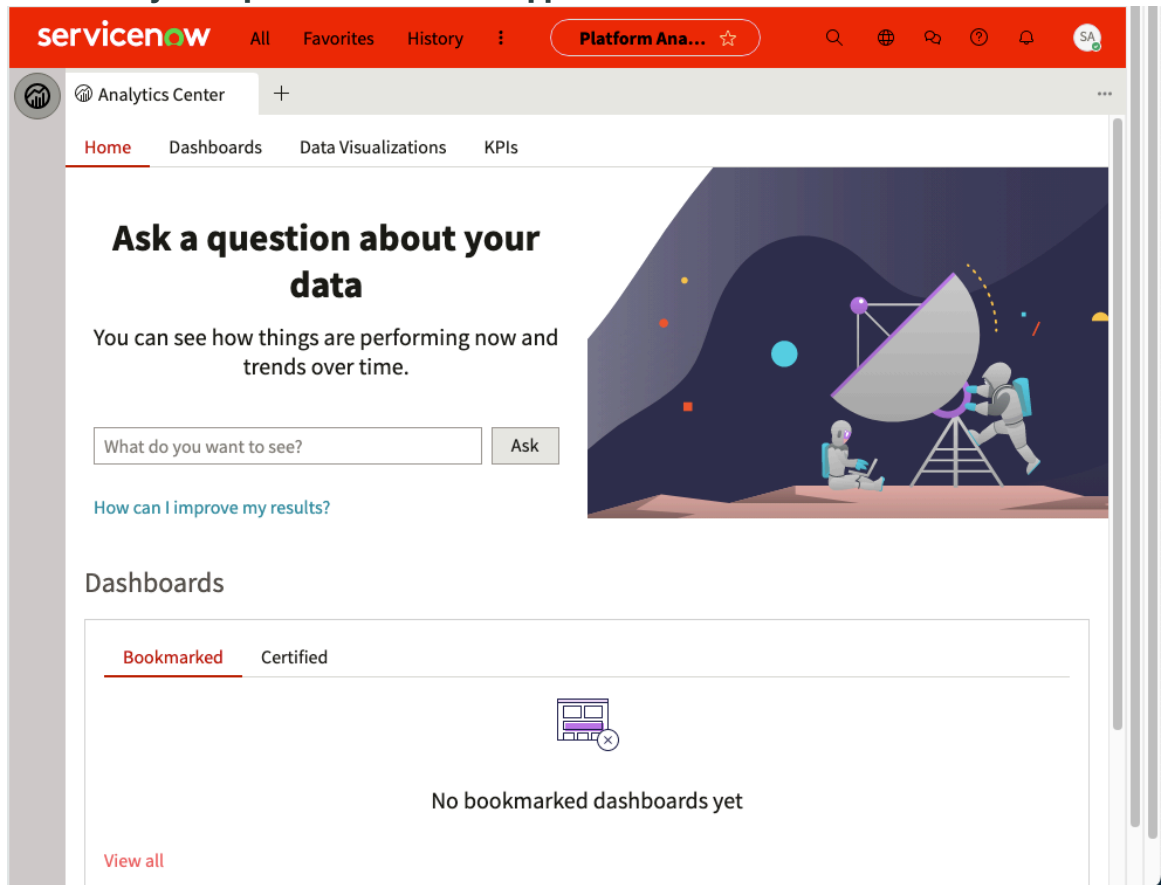 servicenow All Favorites History Platform Ana... SA
Analytics Center
Home Dashboards Data Visualizations KPIs
Ask a question about your
data
You can see how things are performing now and
trends over time.
What do you want to see? Ask
How can I improve my results?
Dashboards
Bookmarked Certified
No bookmarked dashboards yet
View all